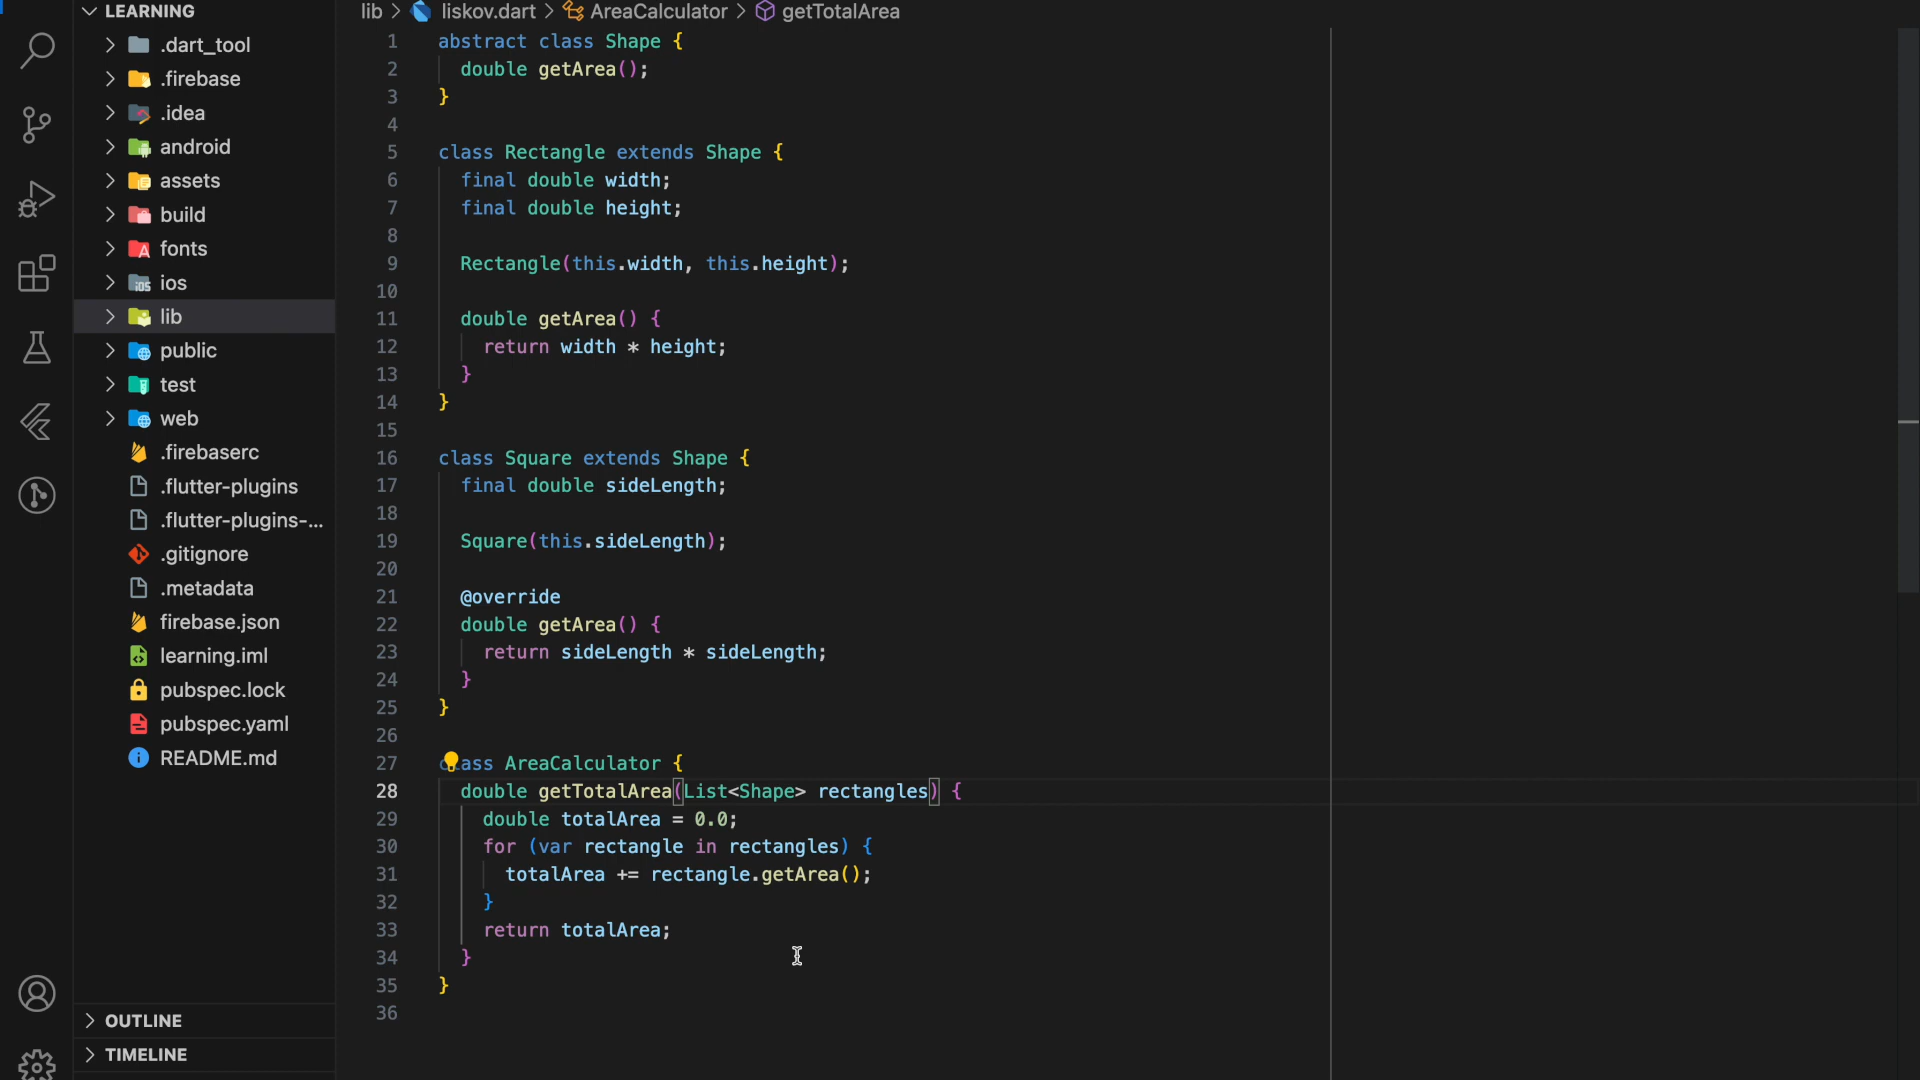 LEARNING
.dart_tool
.firebase
.idea
android
assets
build
fonts
ios
lib
public
test
web
.firebaserc
.flutter-plugins
.flutter-plugins-...
.gitignore
.metadata
firebase.json
learning.iml
pubspec.lock
pubspec.yaml
README.md
OUTLINE
TIMELINE
lib > liskov.dart > AreaCalculator > getTotalArea
1 abstract class Shape {
2 double getArea();
3 }
4
5 class Rectangle extends Shape {
6 final double width;
7 final double height;
8
9 Rectangle(this.width, this.height);
10
11 double getArea() {
12 return width * height;
13 }
14 }
15
16 class Square extends Shape {
17 final double sideLength;
18
19 Square(this.sideLength);
20
21 @override
22 double getArea() {
23 return sideLength * sideLength;
24 }
25 }
26
27 class AreaCalculator {
28 double getTotalArea(List<Shape> rectangles) {
29 double totalArea = 0.0;
30 for (var rectangle in rectangles) {
31 totalArea += rectangle.getArea();
32 }
33 return totalArea;
34 }
35 }
36